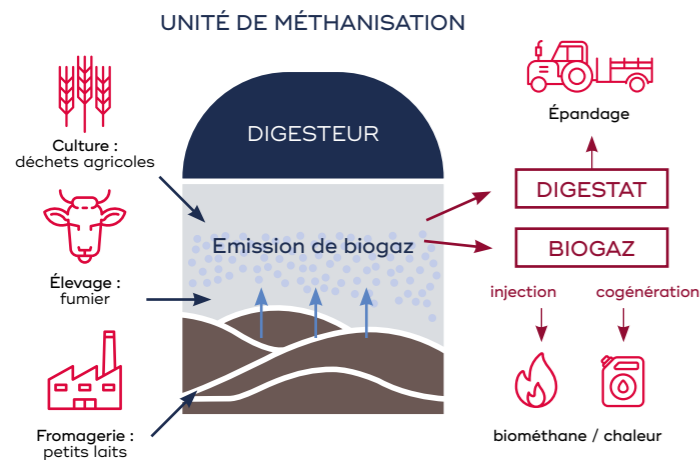 UNITÉ DE MÉTHANISATION
Culture :
déchets agricoles
Élevage :
fumier
Fromagerie :
petits laits
DIGESTEUR
Emission de biogaz
Épandage
DIGESTAT
BIOGAZ
injection
cogénération
biométhane / chaleur